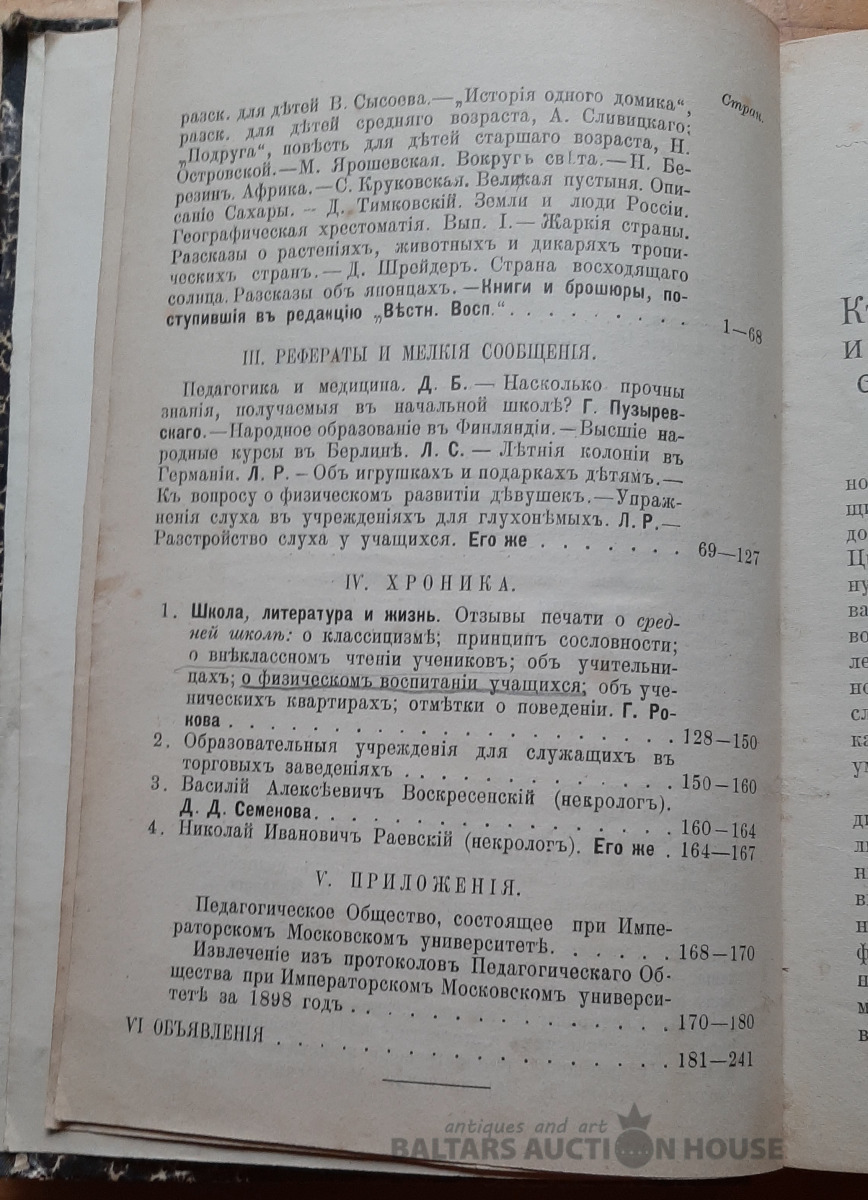 Стран.
разск. для дѣтей В. Сысоева.—„Исторія одного домика“,
разск. для дѣтей средняго возраста, А. Сливицкаго;
„Подруга“, повѣсть для дѣтей старшаго возраста, Н.
Островской.—М. Ярошевская. Вокругъ свѣта.—Н. Бе-
резинъ. Африка.—С. Круковская. Великая пустыня. Опи-
саніе Сахары. — Д. Тимковскій. Земли и люди Россіи.
Географическая хрестоматія. Вып. I.—Жаркія страны.
Разсказы о растеніяхъ, животныхъ и дикаряхъ тропи-
ческихъ странъ.—Д. Шрейдеръ. Страна восходящаго
солнца. Разсказы объ японцахъ.—Книги и брошюры, по-
ступившія въ редакцію „Вѣстн. Восп.“ . . . . . . . . . 1—68
III. РЕФЕРАТЫ И МЕЛКІЯ СООБЩЕНІЯ.
Педагогика и медицина. Д. Б. — Насколько прочны
знанія, получаемыя въ начальной школѣ? Г. Пузырев-
скаго.—Народное образованіе въ Финляндіи.—Высшіе на-
родные курсы въ Берлинѣ. Л. С. — Лѣтнія колоніи въ
Германіи. Л. Р. — Объ игрушкахъ и подаркахъ дѣтямъ.—
Къ вопросу о физическомъ развитіи дѣвушекъ.—Упраж-
ненія слуха въ учрежденіяхъ для глухонѣмыхъ. Л. Р.—
Разстройство слуха у учащихся. Его же . . . . . . . 69—127
IV. ХРОНИКА.
1. Школа, литература и жизнь. Отзывы печати о сред-
ней школѣ: о классицизмѣ; принципъ сословности;
о внѣклассномъ чтеніи учениковъ; объ учительни-
цахъ; о физическомъ воспитаніи учащихся; объ уче-
ническихъ квартирахъ; отмѣтки о поведеніи. Г. Ро-
кова . . . . . . . . . . . . . . . . . . . 128—150
2. Образовательныя учрежденія для служащихъ въ
торговыхъ заведеніяхъ . . . . . . . . . . . . 150—160
3. Василій Алексѣевичъ Воскресенскій (некрологъ).
Д. Д. Семенова. . . . . . . . . . . . . . . . 160—164
4. Николай Ивановичъ Раевскій (некрологъ). Его же . 164—167
V. ПРИЛОЖЕНІЯ.
Педагогическое Общество, состоящее при Импе-
раторскомъ Московскомъ университетѣ. . . . . . . 168—170
Извлеченіе изъ протоколовъ Педагогическаго Об-
щества при Императорскомъ Московскомъ универси-
тетѣ за 1898 годъ . . . . . . . . . . . . . . . 170—180
VI ОБЪЯВЛЕНІЯ . . . . . . . . . . . . . . . . . 181—241
antiques and art
BALTARS AUCTION HOUSE